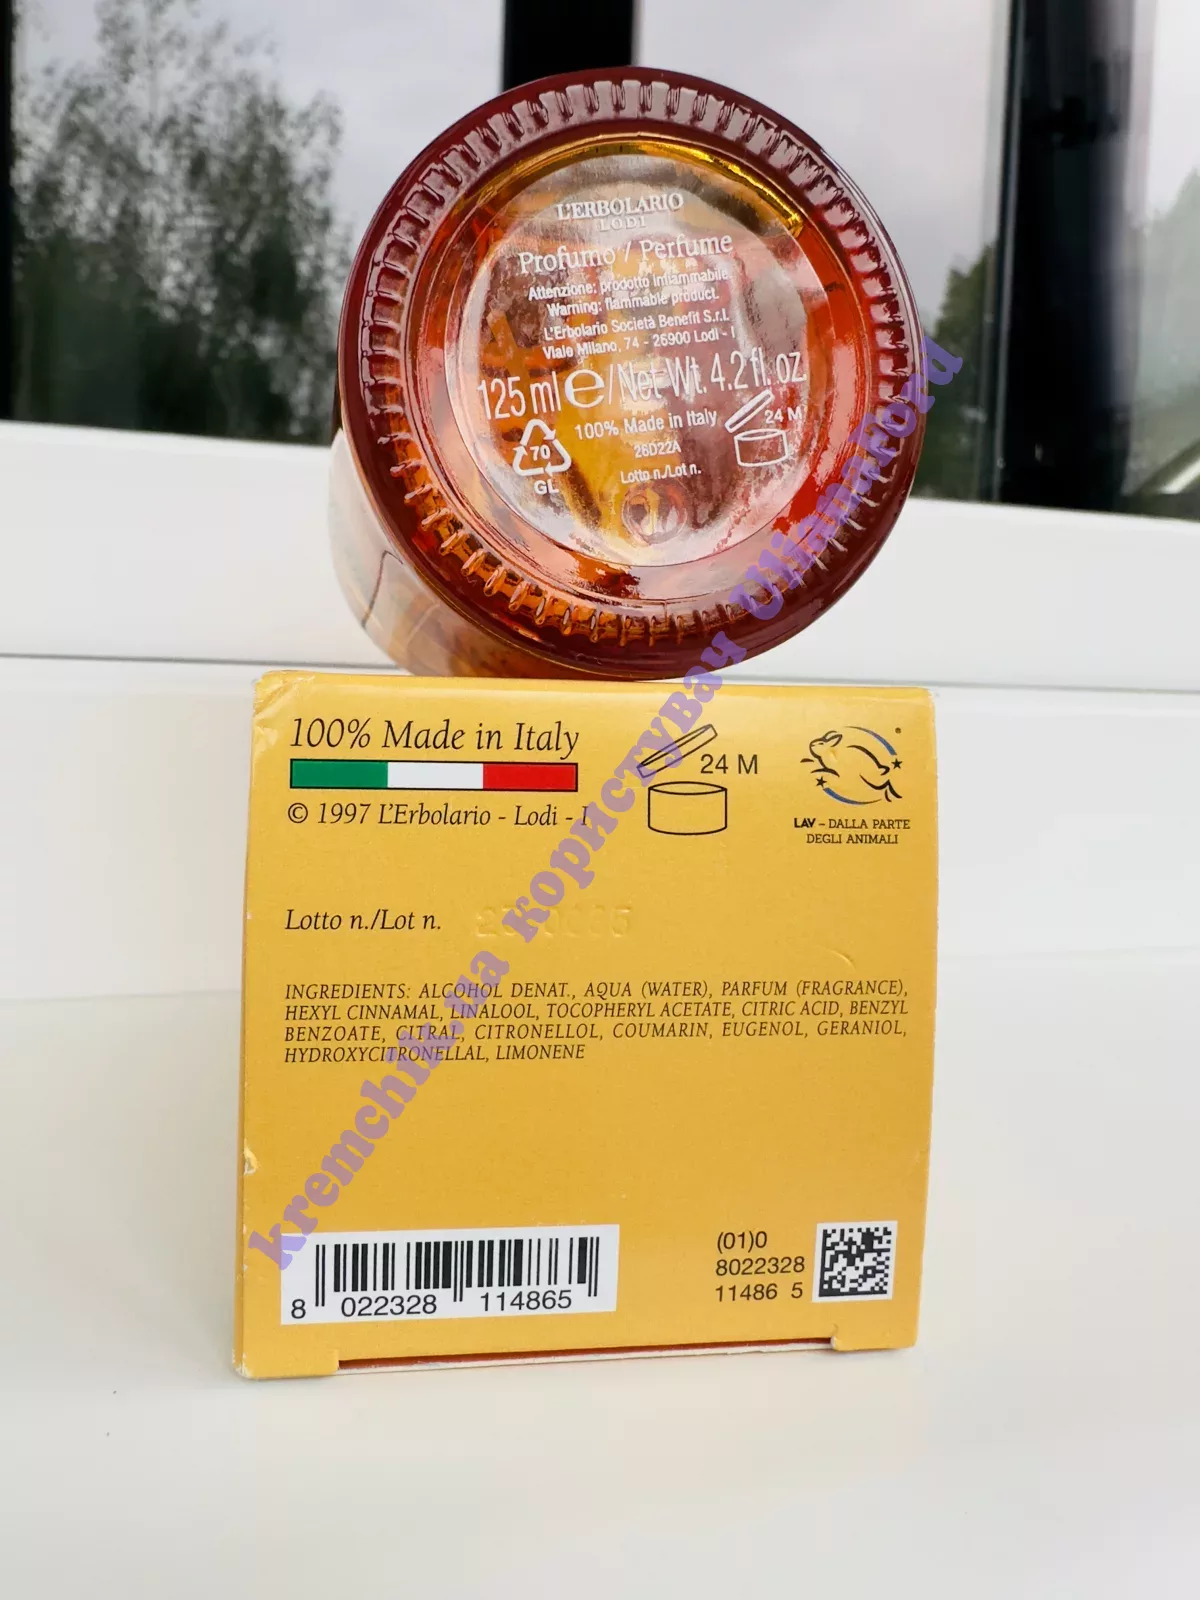 L'ERBOLARIO
LODI
Profumo / Perfume
Attenzione: prodotto infiammabile.
Warning: flammable product.
L'Erbolario Società Benefit S.r.l.
Viale Milano, 74 - 26900 Lodi - I
125 ml e/Net Wt. 4.2 fl. oz
100% Made in Italy
24 M
70
GL
26D22A
Lotto n./Lot n.
100% Made in Italy
24 M
© 1997 L'Erbolario - Lodi - I
LAV – DALLA PARTE
DEGLI ANIMALI
Lotto n./Lot n.
INGREDIENTS: ALCOHOL DENAT., AQUA (WATER), PARFUM (FRAGRANCE),
HEXYL CINNAMAL, LINALOOL, TOCOPHERYL ACETATE, CITRIC ACID, BENZYL
BENZOATE, CITRAL, CITRONELLOL, COUMARIN, EUGENOL, GERANIOL,
HYDROXYCITRONELLAL, LIMONENE
8 022328 114865
(01)0
8022328
11486 5
kremchik.ua користувач Ulianaford